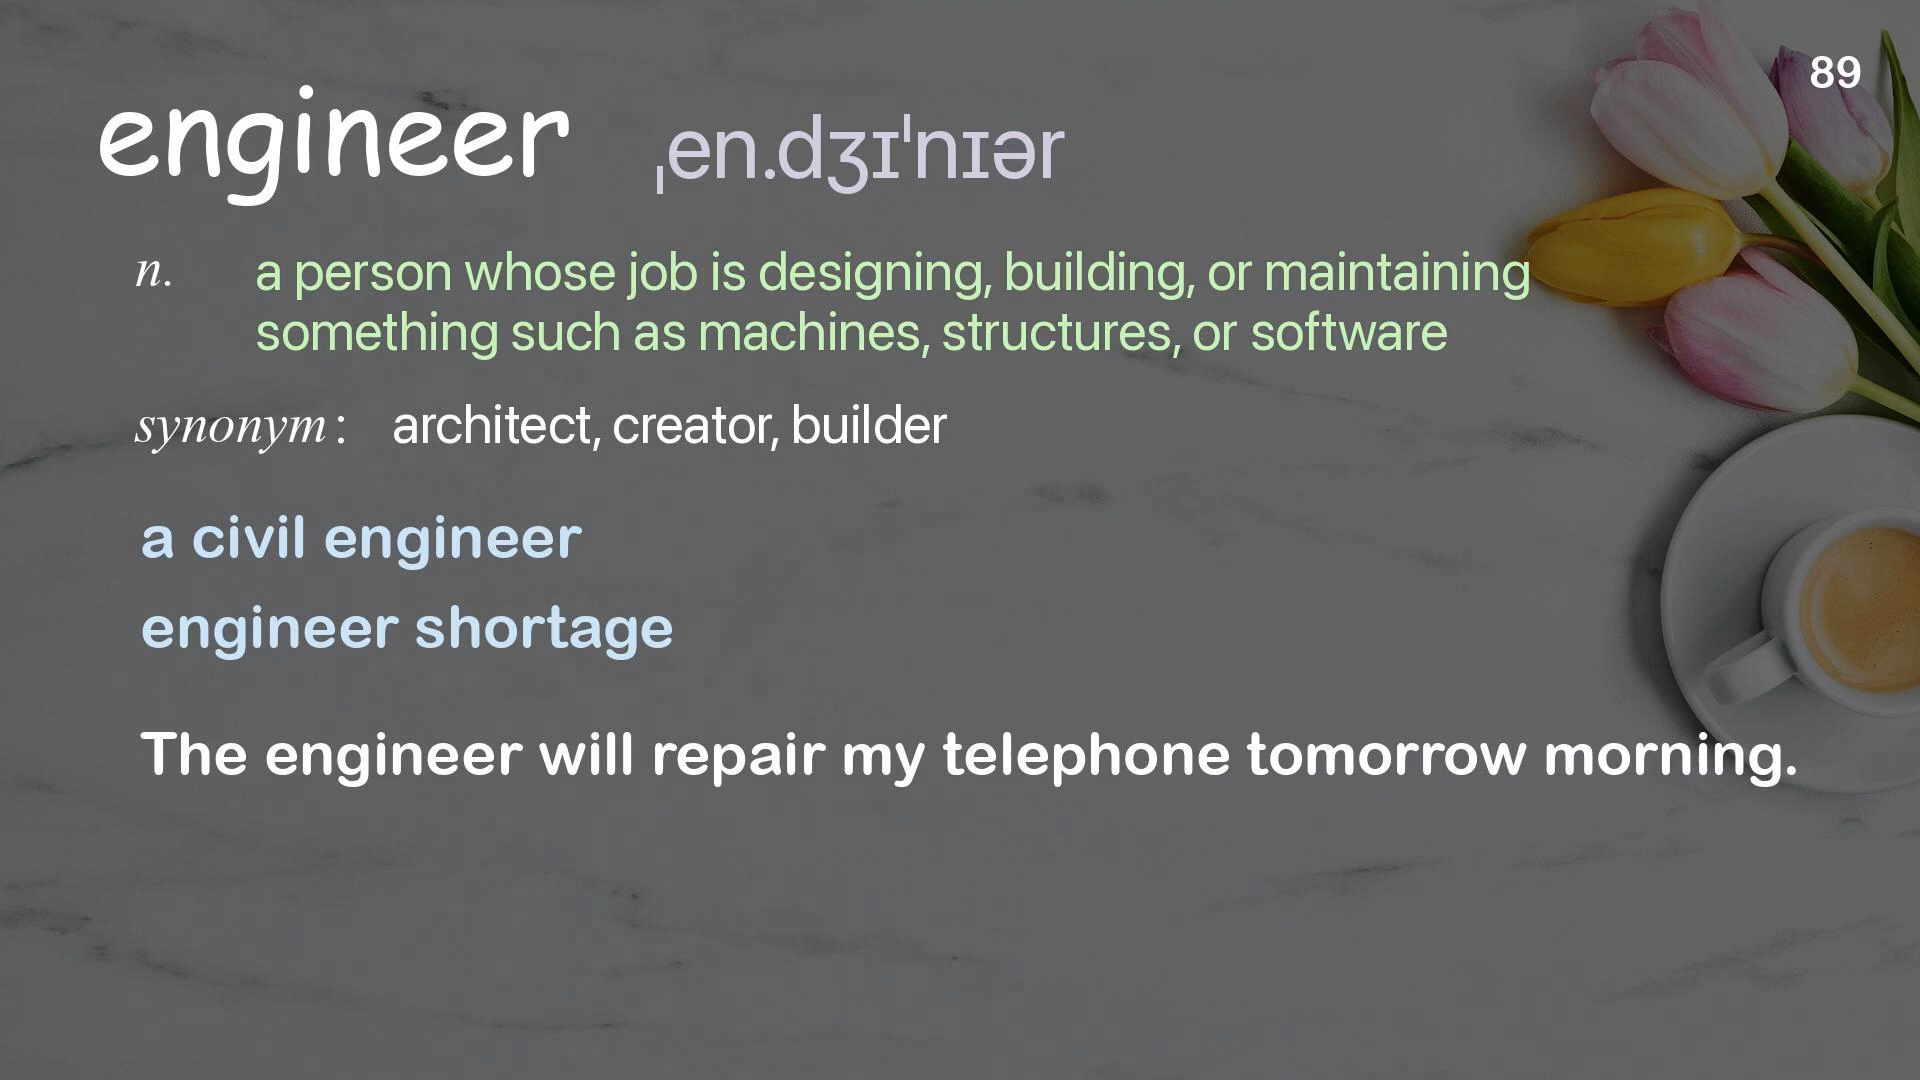 89
engineer ˌen.dʒɪˈnɪər
n. a person whose job is designing, building, or maintaining
something such as machines, structures, or software
synonym : architect, creator, builder
a civil engineer
engineer shortage
The engineer will repair my telephone tomorrow morning.